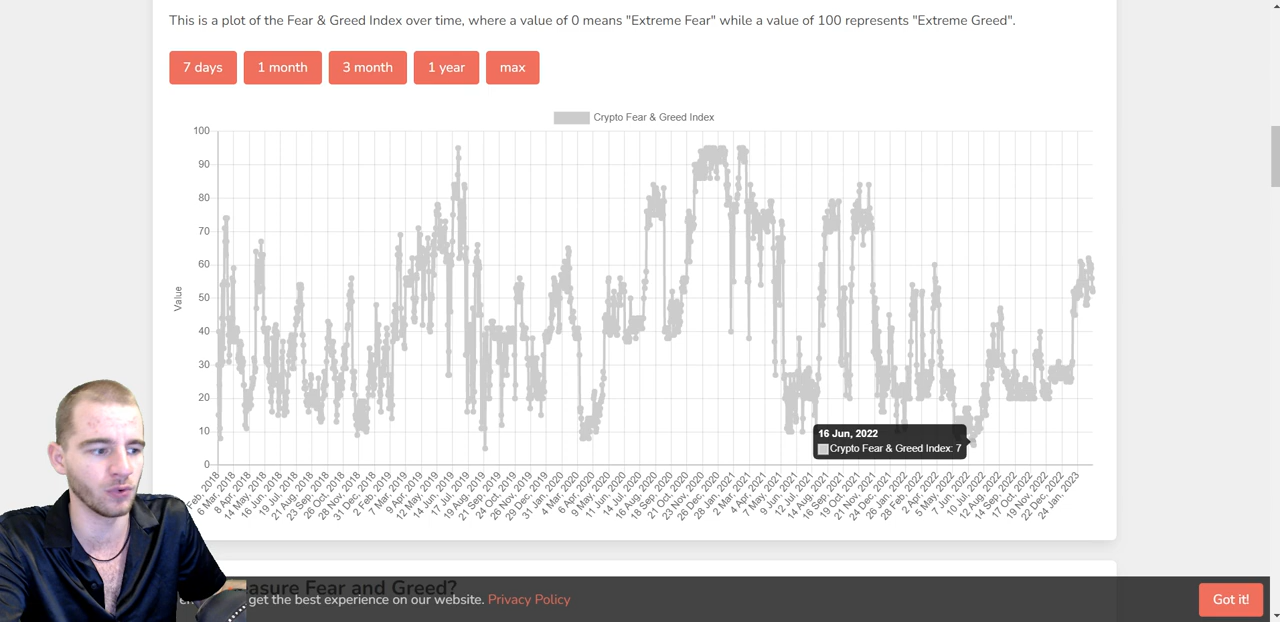 This is a plot of the Fear & Greed Index over time, where a value of 0 means "Extreme Fear" while a value of 100 represents "Extreme Greed".
7 days 1 month 3 month 1 year max
Crypto Fear & Greed Index
100
90
80
70
60
50
40
30
20
10
0
Value
16 Jun, 2022
Crypto Fear & Greed Index: 7
Feb, 2018
6 Mar, 2018
8 Apr, 2018
14 May, 2018
16 Jun, 2018
19 Jul, 2018
21 Aug, 2018
23 Sep, 2018
26 Oct, 2018
28 Nov, 2018
31 Dec, 2018
2 Feb, 2019
7 Mar, 2019
9 Apr, 2019
12 May, 2019
14 Jun, 2019
17 Jul, 2019
19 Aug, 2019
21 Sep, 2019
24 Oct, 2019
26 Nov, 2019
29 Dec, 2019
31 Jan, 2020
4 Mar, 2020
6 Apr, 2020
9 May, 2020
11 Jun, 2020
14 Jul, 2020
16 Aug, 2020
18 Sep, 2020
21 Oct, 2020
23 Nov, 2020
26 Dec, 2020
28 Jan, 2021
2 Mar, 2021
4 Apr, 2021
7 May, 2021
9 Jun, 2021
12 Jul, 2021
14 Aug, 2021
16 Sep, 2021
19 Oct, 2021
21 Nov, 2021
24 Dec, 2021
26 Jan, 2022
28 Feb, 2022
2 Apr, 2022
5 May, 2022
7 Jun, 2022
10 Jul, 2022
12 Aug, 2022
14 Sep, 2022
17 Oct, 2022
19 Nov, 2022
22 Dec, 2022
24 Jan, 2023
asure Fear and Greed?
get the best experience on our website. Privacy Policy
Got it!